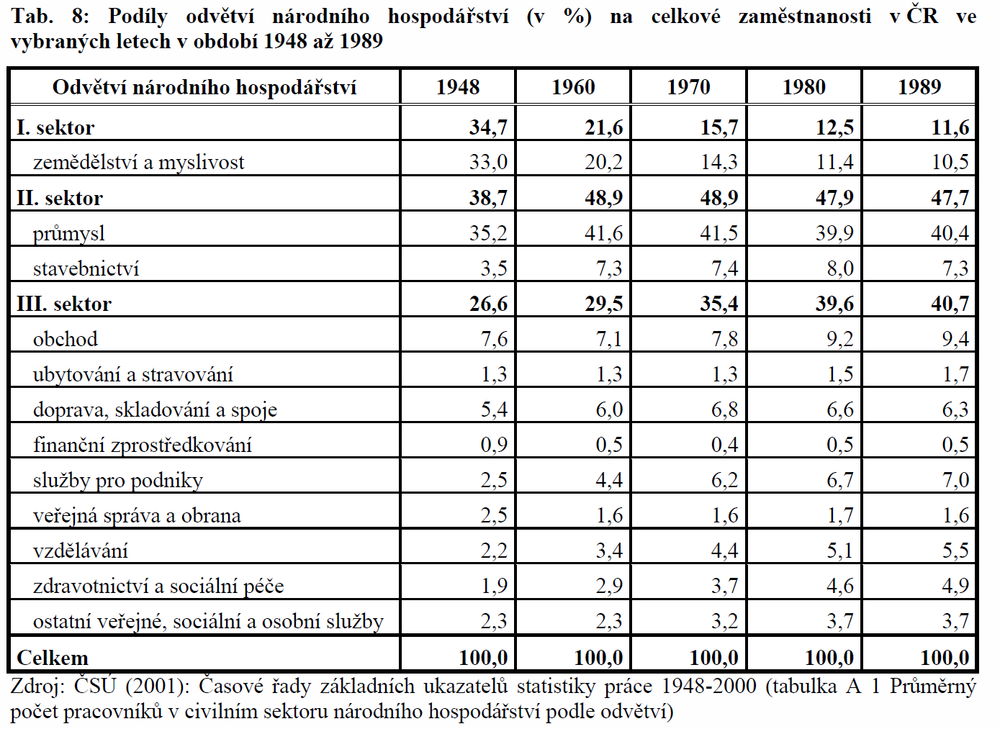 Tab. 8: Podíly odvětví národního hospodářství (v %) na celkové zaměstnanosti v ČR ve
vybraných letech v období 1948 až 1989
Odvětví národního hospodářství 1948 1960 1970 1980 1989
I. sektor 34,7 21,6 15,7 12,5 11,6
zemědělství a myslivost 33,0 20,2 14,3 11,4 10,5
II. sektor 38,7 48,9 48,9 47,9 47,7
průmysl 35,2 41,6 41,5 39,9 40,4
stavebnictví 3,5 7,3 7,4 8,0 7,3
III. sektor 26,6 29,5 35,4 39,6 40,7
obchod 7,6 7,1 7,8 9,2 9,4
ubytování a stravování 1,3 1,3 1,3 1,5 1,7
doprava, skladování a spoje 5,4 6,0 6,8 6,6 6,3
finanční zprostředkování 0,9 0,5 0,4 0,5 0,5
služby pro podniky 2,5 4,4 6,2 6,7 7,0
veřejná správa a obrana 2,5 1,6 1,6 1,7 1,6
vzdělávání 2,2 3,4 4,4 5,1 5,5
zdravotnictví a sociální péče 1,9 2,9 3,7 4,6 4,9
ostatní veřejné, sociální a osobní služby 2,3 2,3 3,2 3,7 3,7
Celkem 100,0 100,0 100,0 100,0 100,0
Zdroj: ČSÚ (2001): Časové řady základních ukazatelů statistiky práce 1948-2000 (tabulka A 1 Průměrný
počet pracovníků v civilním sektoru národního hospodářství podle odvětví)